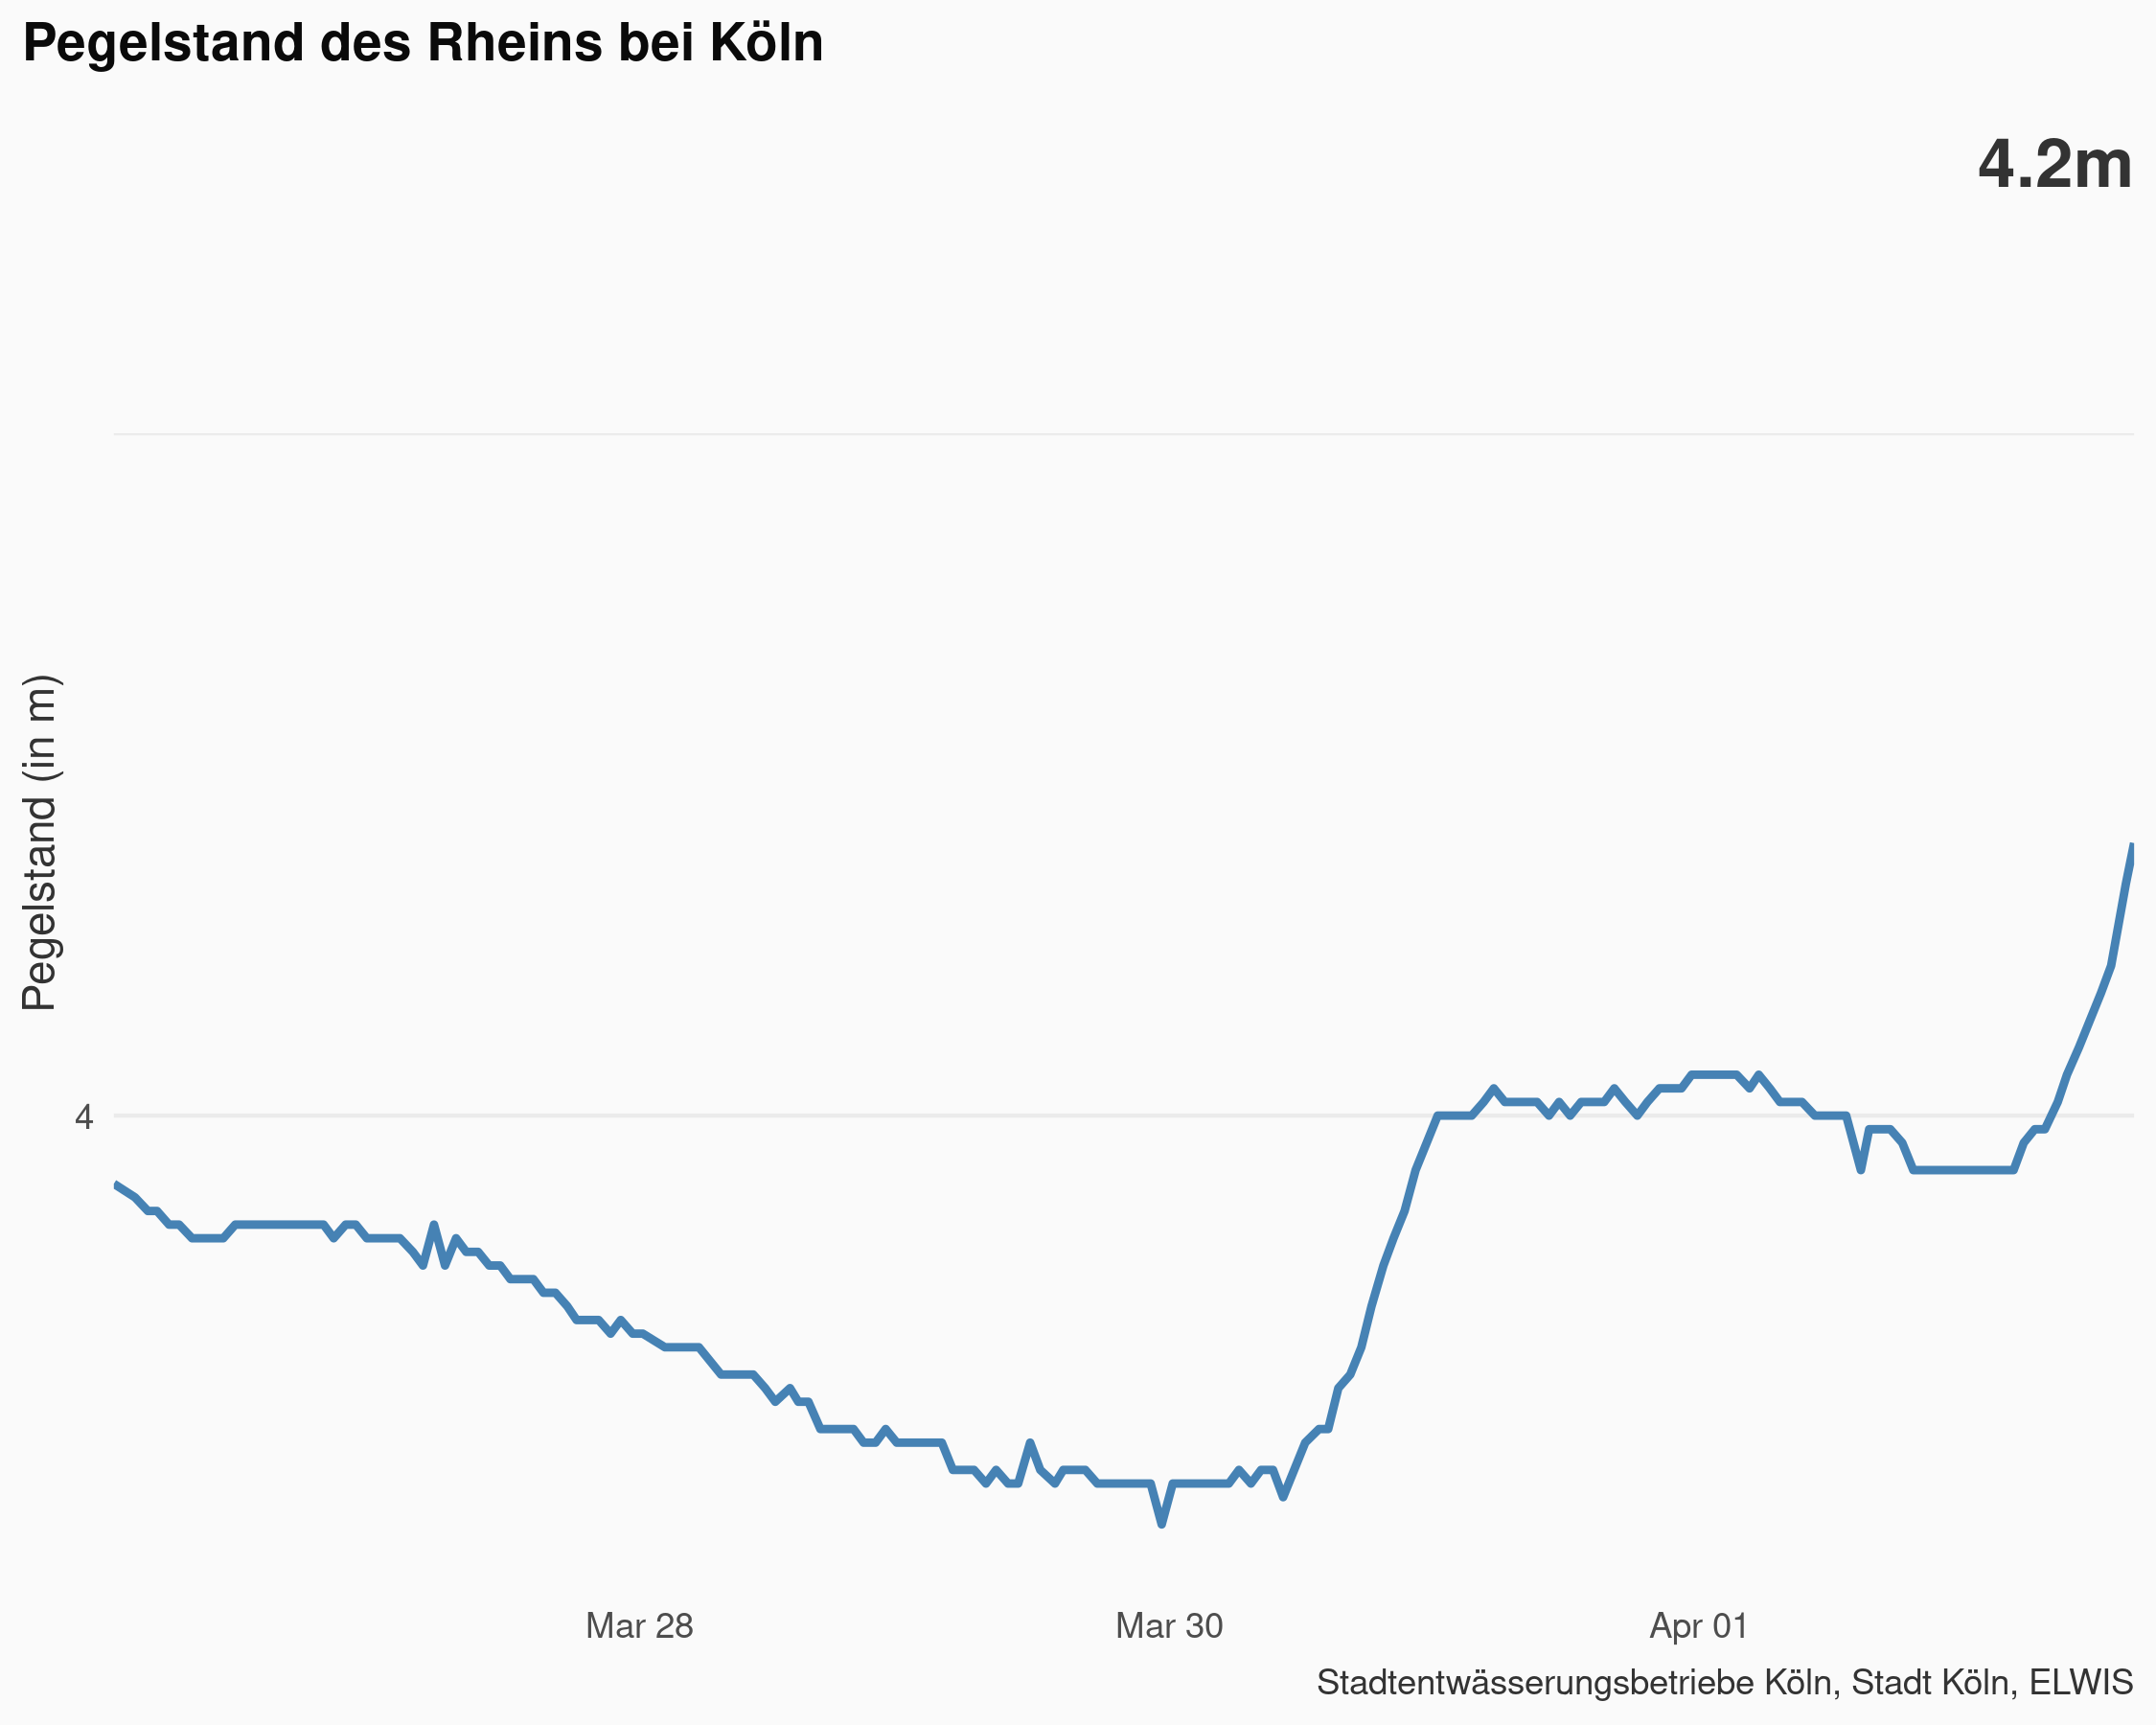 Pegelstand des Rheins bei Köln
4.2m
Pegelstand (in m)
4
Mar 28
Mar 30
Apr 01
Stadtentwässerungsbetriebe Köln, Stadt Köln, ELWIS